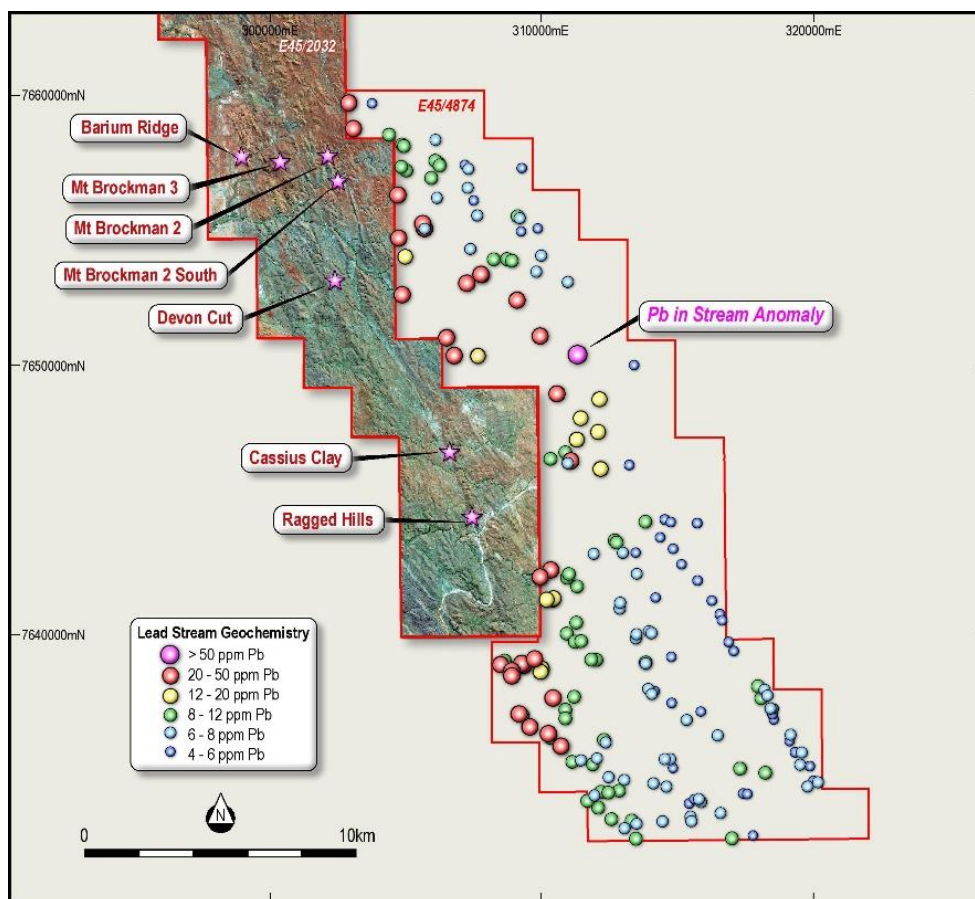 300000mE
310000mE
320000mE
E45/2032
7660000mN
E45/4874
Barium Ridge
Mt Brockman 3
Mt Brockman 2
Mt Brockman 2 South
Devon Cut
Pb in Stream Anomaly
7650000mN
Cassius Clay
Ragged Hills
7640000mN
Lead Stream Geochemistry
> 50 ppm Pb
20 - 50 ppm Pb
12 - 20 ppm Pb
8 - 12 ppm Pb
6 - 8 ppm Pb
4 - 6 ppm Pb
N
0
10km